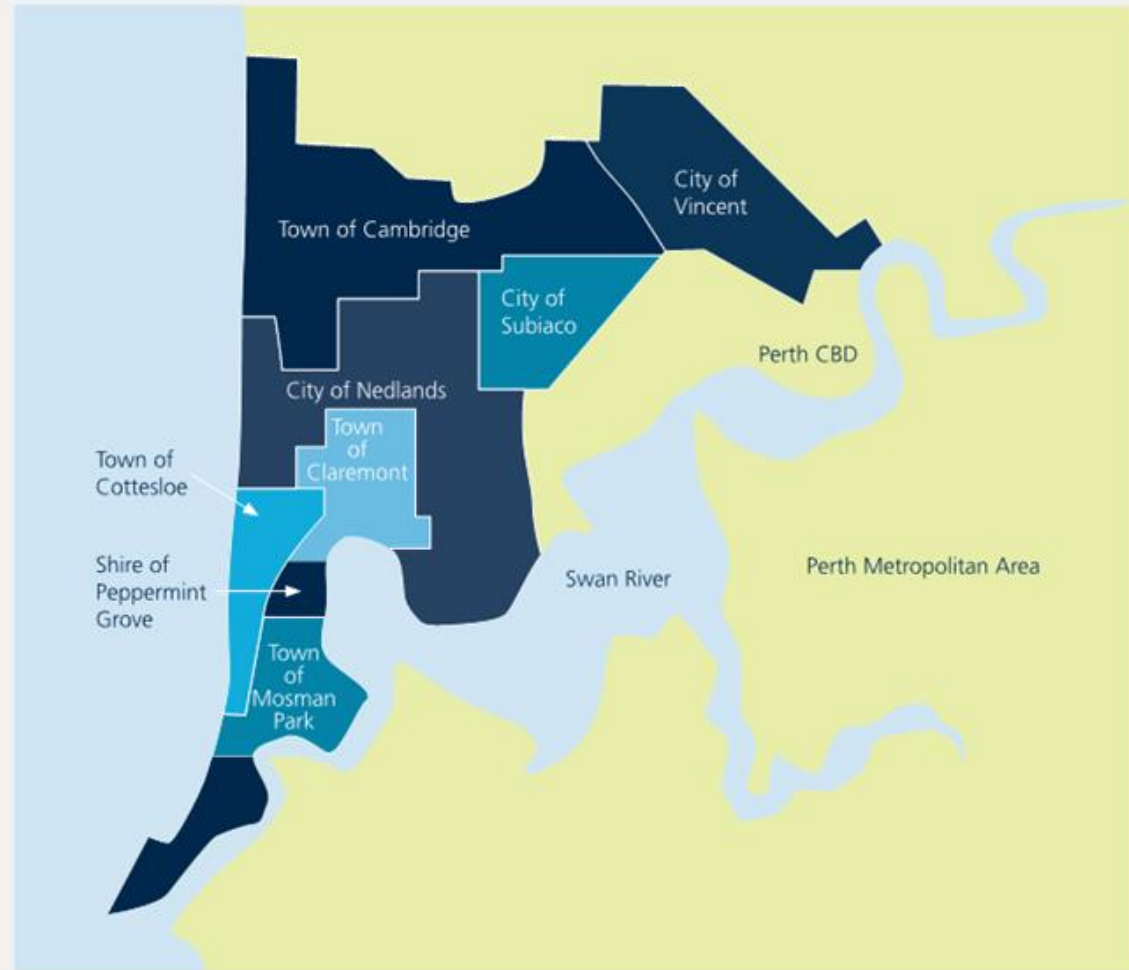 City of
Vincent
Town of Cambridge
City of
Subiaco
Perth CBD
City of Nedlands
Town
of
Claremont
Town of
Cottesloe
Shire of
Peppermint
Grove
Swan River
Perth Metropolitan Area
Town
of
Mosman
Park